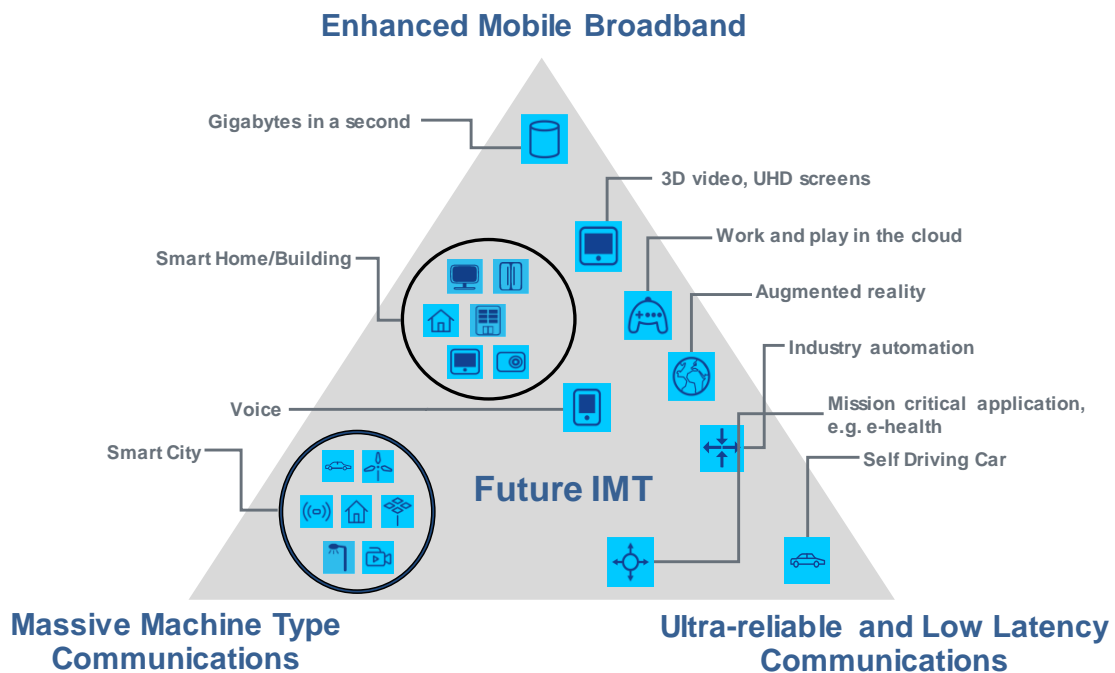 Enhanced Mobile Broadband
Gigabytes in a second
3D video, UHD screens
Work and play in the cloud
Smart Home/Building
Augmented reality
Industry automation
Voice
Mission critical application,
e.g. e-health
Smart City
Self Driving Car
Future IMT
Massive Machine Type
Communications
Ultra-reliable and Low Latency
Communications